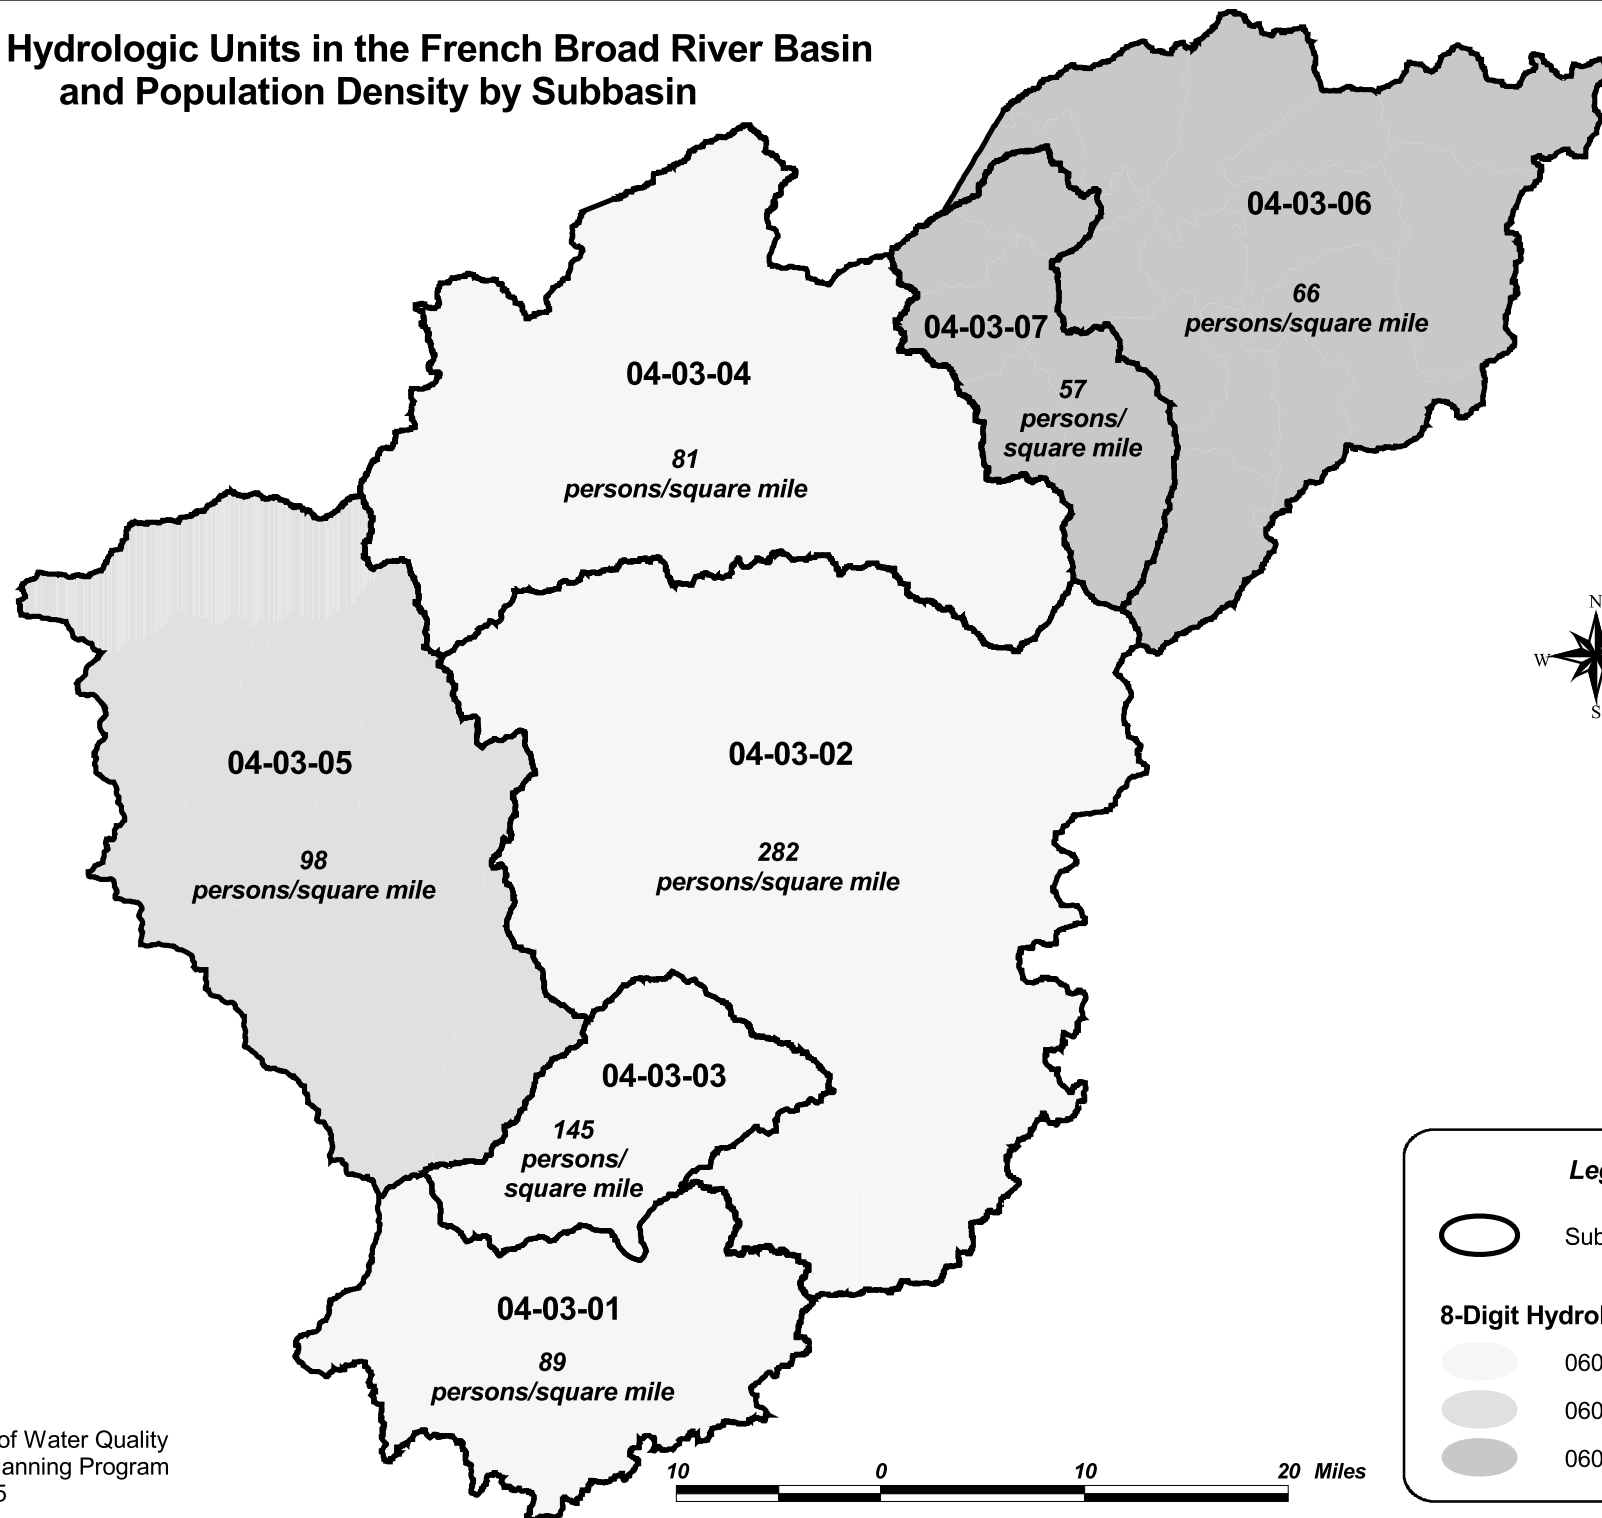 Hydrologic Units in the French Broad River Basin
and Population Density by Subbasin
04-03-06
66
persons/square mile
04-03-07
57
persons/
square mile
04-03-04
81
persons/square mile
N
W
S
04-03-05
98
persons/square mile
04-03-02
282
persons/square mile
04-03-03
145
persons/
square mile
04-03-01
89
persons/square mile
Leg
Sub
8-Digit Hydrol
060
060
060
of Water Quality
anning Program
5
10 0 10 20 Miles